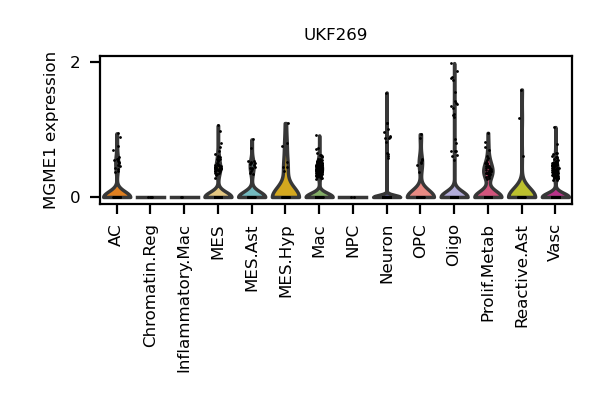 UKF269
MGME1 expression
2
0
AC
Chromatin.Reg
Inflammatory.Mac
MES
MES.Ast
MES.Hyp
Mac
NPC
Neuron
OPC
Oligo
Prolif.Metab
Reactive.Ast
Vasc